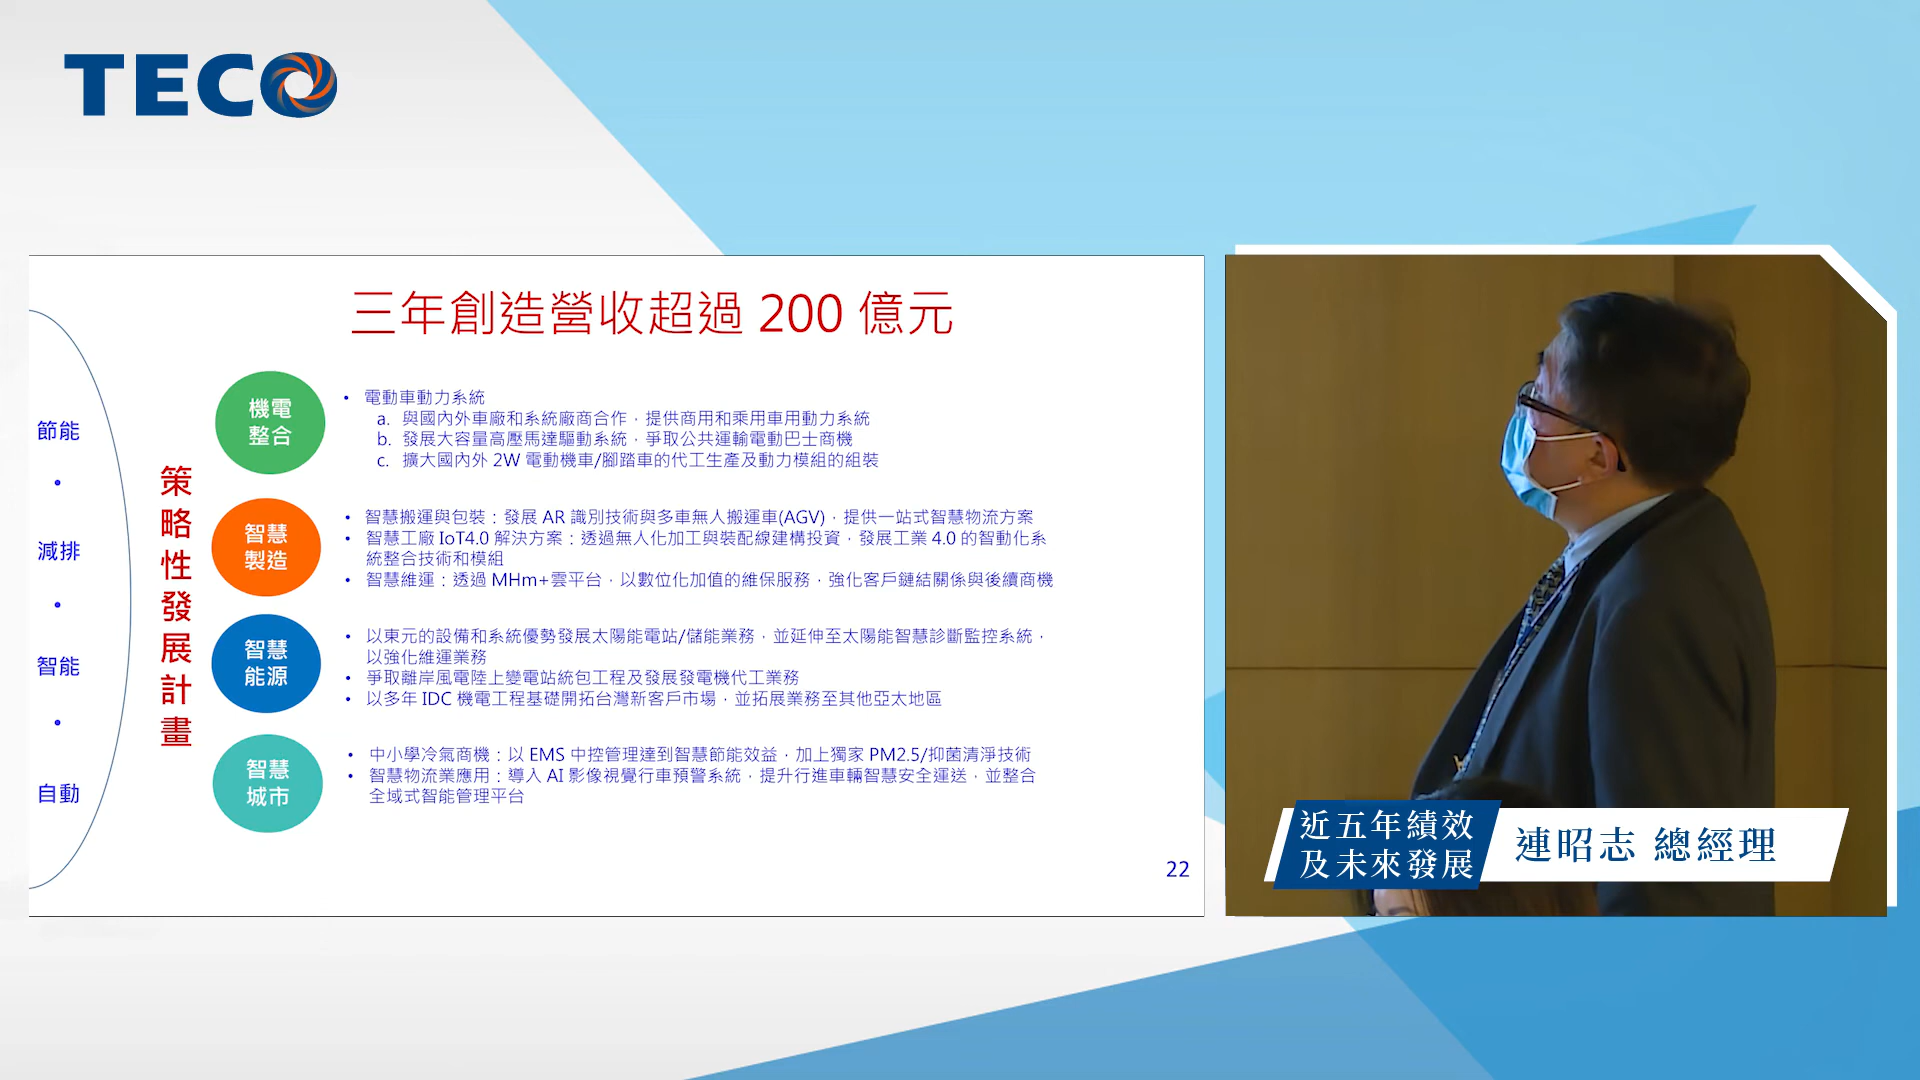 TECO
三年創造營收超過 200 億元
節能
•
減排
•
智能
•
自動
策略性發展計畫
機電
整合
• 電動車動力系統
a. 與國內外車廠和系統廠商合作，提供商用和乘用車用動力系統
b. 發展大容量高壓馬達驅動系統，爭取公共運輸電動巴士商機
c. 擴大國內外 2W 電動機車/腳踏車的代工生產及動力模組的組裝
智慧
製造
• 智慧搬運與包裝：發展 AR 識別技術與多車無人搬運車(AGV)，提供一站式智慧物流方案
• 智慧工廠 IoT4.0 解決方案：透過無人化加工與裝配線建構投資，發展工業 4.0 的智動化系
統整合技術和模組
• 智慧維運：透過 MHm+雲平台，以數位化加值的維保服務，強化客戶鏈結關係與後續商機
智慧
能源
• 以東元的設備和系統優勢發展太陽能電站/儲能業務，並延伸至太陽能智慧診斷監控系統，
以強化維運業務
• 爭取離岸風電陸上變電站統包工程及發展發電機代工業務
• 以多年 IDC 機電工程基礎開拓台灣新客戶市場，並拓展業務至其他亞太地區
智慧
城市
• 中小學冷氣商機：以 EMS 中控管理達到智慧節能效益，加上獨家 PM2.5/抑菌清淨技術
• 智慧物流業應用：導入 AI 影像視覺行車預警系統，提升行進車輛智慧安全運送，並整合
全域式智能管理平台
22
近五年績效
及未來發展
連昭志 總經理